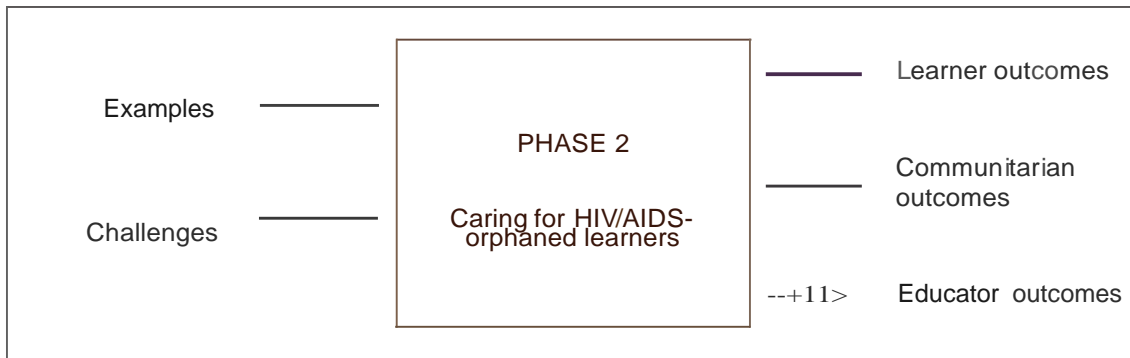 Examples
Challenges
PHASE 2
Caring for HIV/AIDS-
orphaned learners
Learner outcomes
Communitarian
outcomes
--+11> Educator outcomes